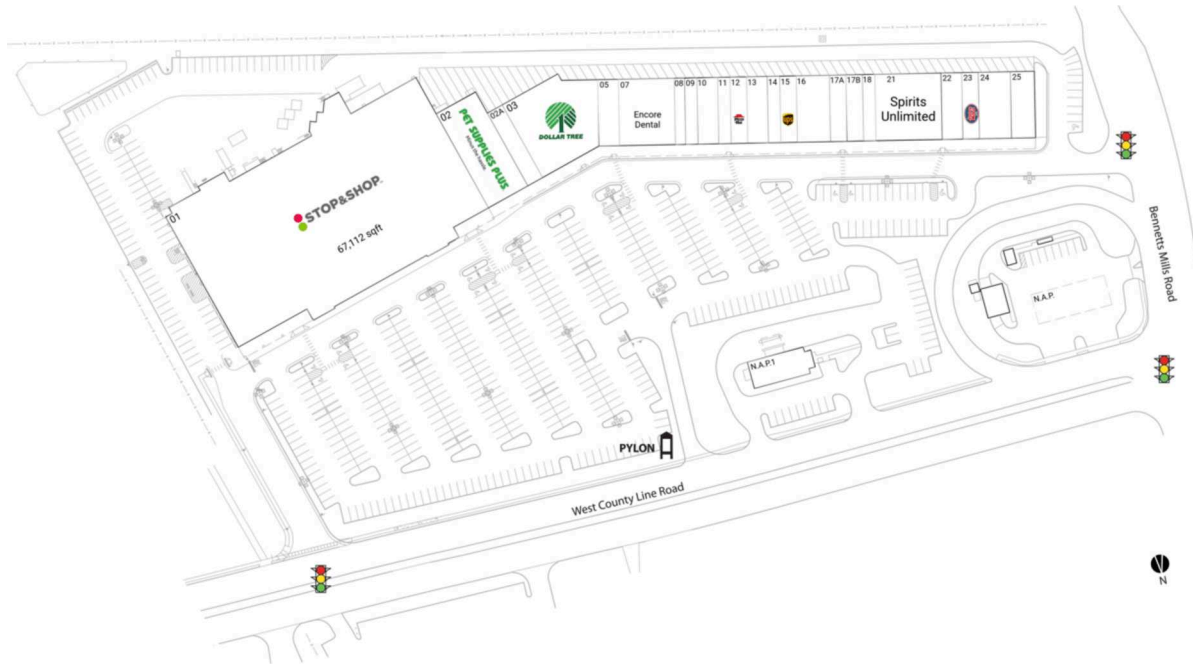 05 07 08 09 10 11 12 13 14 15 16 17A 17B 18 21 22 23 24 25
02 02A 03
Encore
Dental
Spirits
Unlimited
PET SUPPLIES PLUS
DOLLAR TREE
01
STOP&SHOP
67,112 sqft
Bennetts Mills Road
N.A.P.
N.A.P.1
PYLON
West County Line Road
N